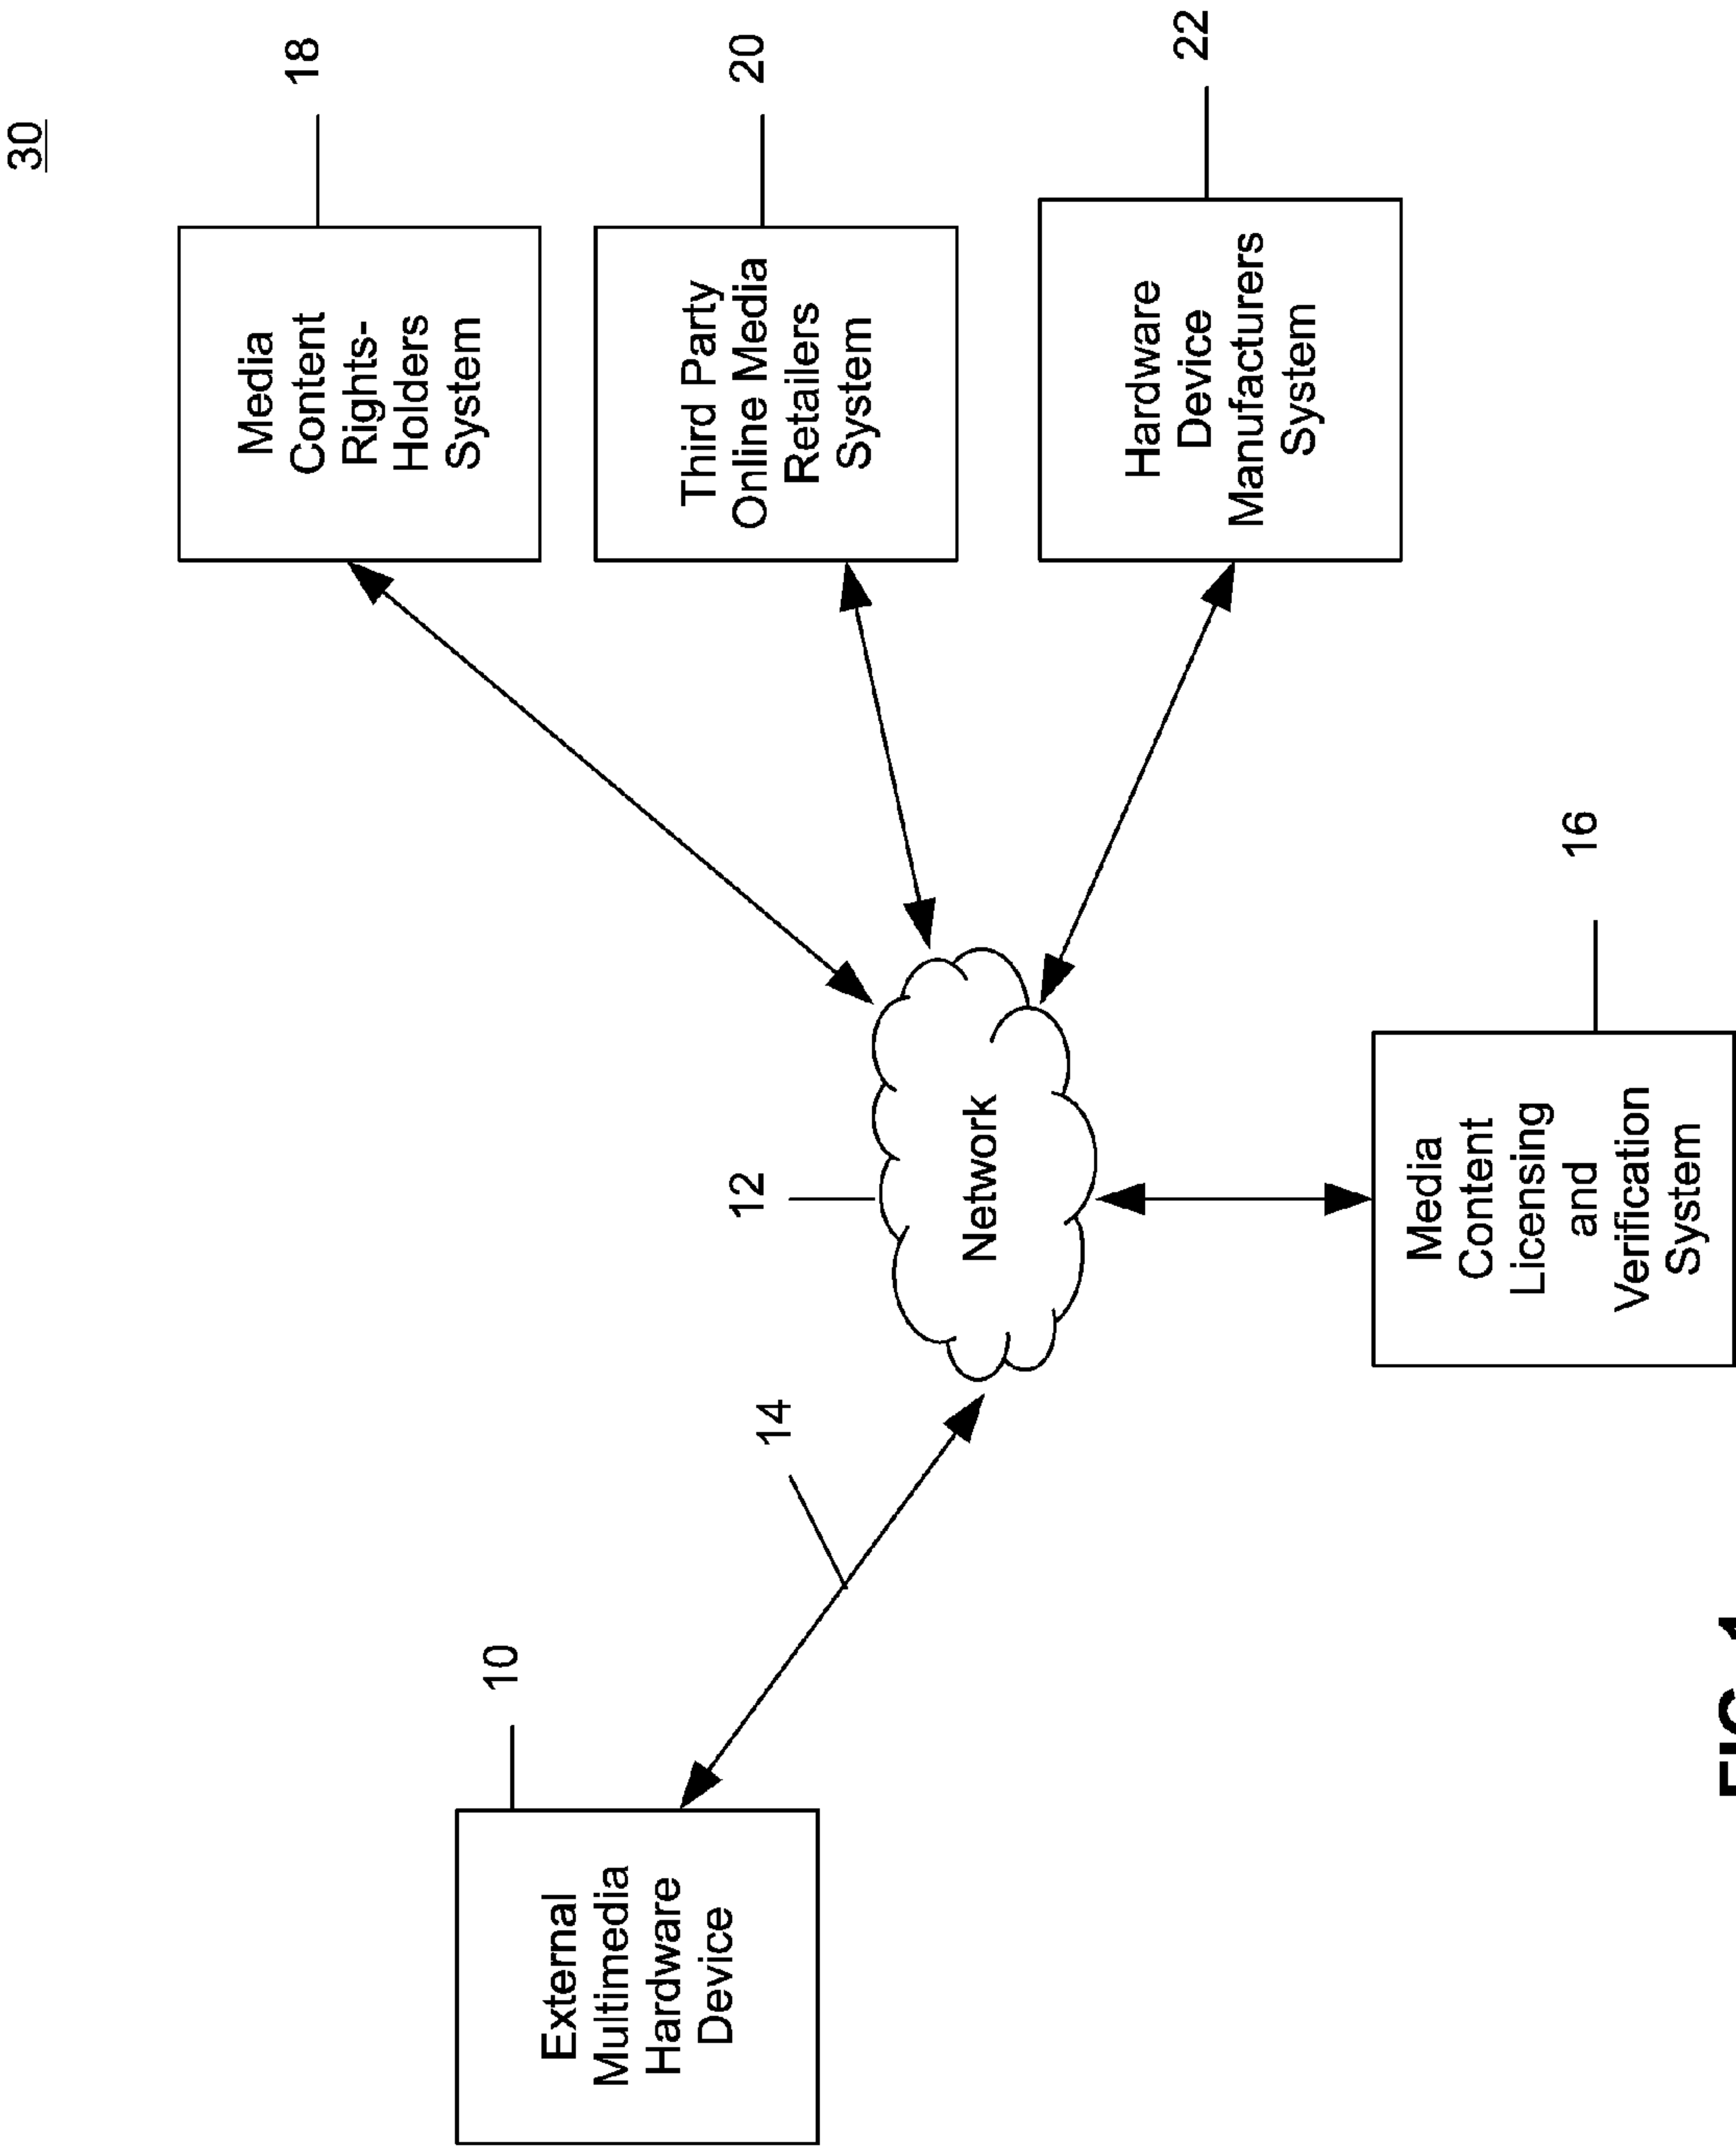 30
18
Media
Content
Rights-
Holders
System
20
Third Party
Online Media
Retailers
System
22
Hardware
Device
Manufacturers
System
12
Network
14
10
External
Multimedia
Hardware
Device
16
Media
Content
Licensing
and
Verification
System